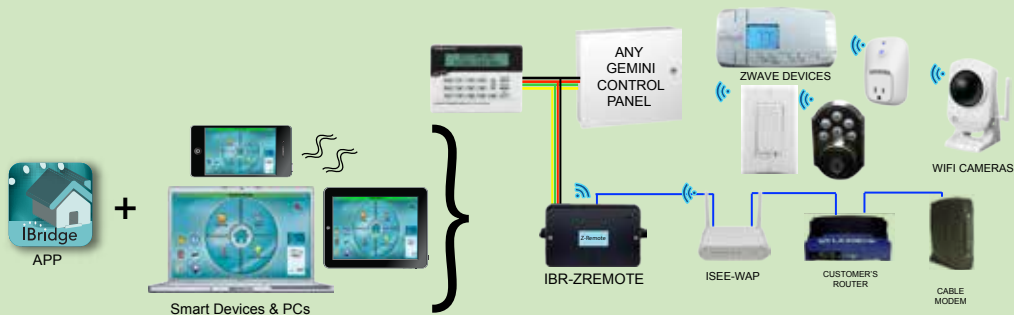 IBridge
APP
+
Smart Devices & PCs
}
ANY
GEMINI
CONTROL
PANEL
ZWAVE DEVICES
WIFI CAMERAS
Z-Remote
IBR-ZREMOTE
ISEE-WAP
CUSTOMER'S
ROUTER
CABLE
MODEM